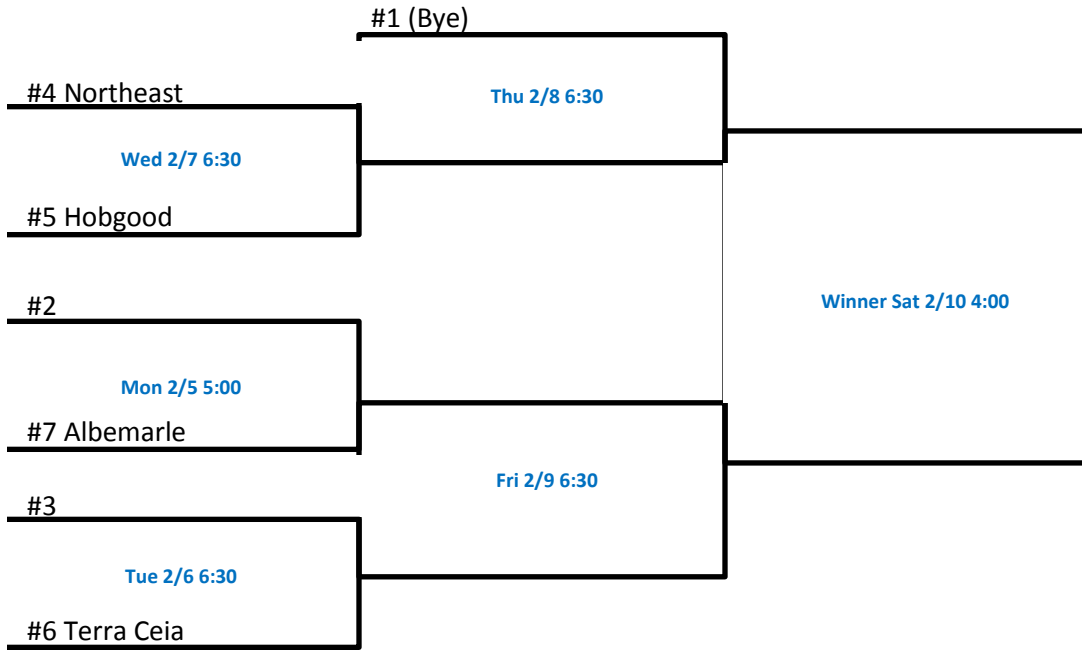 #1 (Bye)
#4 Northeast
Thu 2/8 6:30
Wed 2/7 6:30
#5 Hobgood
#2
Winner Sat 2/10 4:00
Mon 2/5 5:00
#7 Albemarle
Fri 2/9 6:30
#3
Tue 2/6 6:30
#6 Terra Ceia